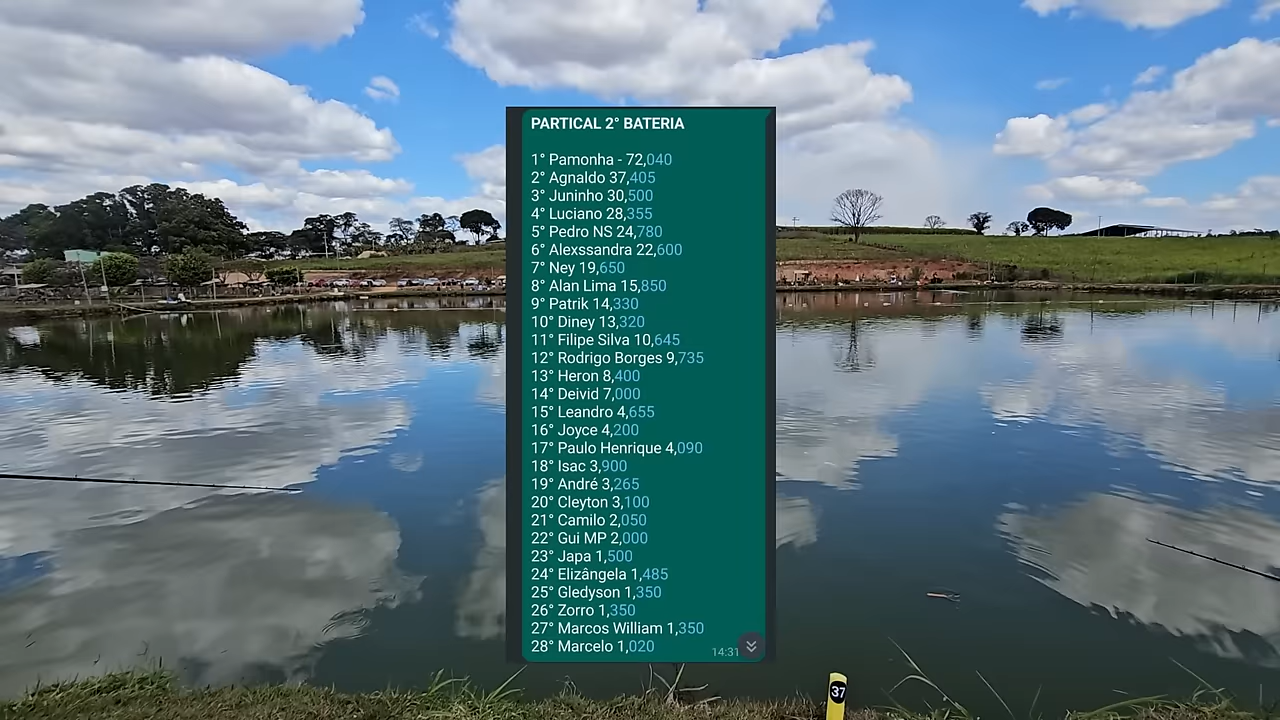 PARTICAL 2° BATERIA
1° Pamonha - 72,040
2° Agnaldo 37,405
3° Juninho 30,500
4° Luciano 28,355
5° Pedro NS 24,780
6° Alexssandra 22,600
7° Ney 19,650
8° Alan Lima 15,850
9° Patrik 14,330
10° Diney 13,320
11° Filipe Silva 10,645
12° Rodrigo Borges 9,735
13° Heron 8,400
14° Deivid 7,000
15° Leandro 4,655
16° Joyce 4,200
17° Paulo Henrique 4,090
18° Isac 3,900
19° André 3,265
20° Cleyton 3,100
21° Camilo 2,050
22° Gui MP 2,000
23° Japa 1,500
24° Elizângela 1,485
25° Gledyson 1,350
26° Zorro 1,350
27° Marcos William 1,350
28° Marcelo 1,020
14:31
37